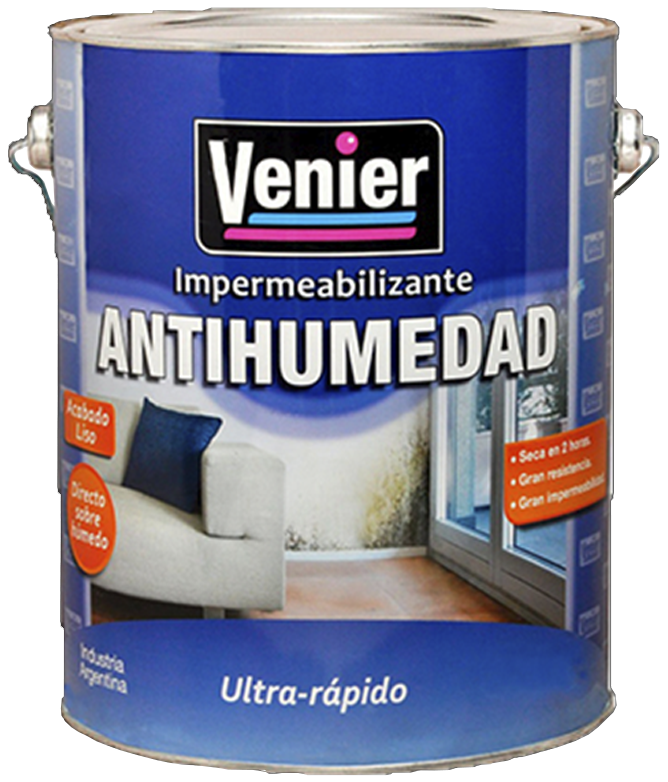 Venier
Impermeabilizante
ANTIHUMEDAD
Acabado
Liso
Directo
sobre
húmedo
• Seca en 2 horas.
• Gran resistencia.
• Gran impermeabilidad
Industria
Argentina
Ultra-rápido